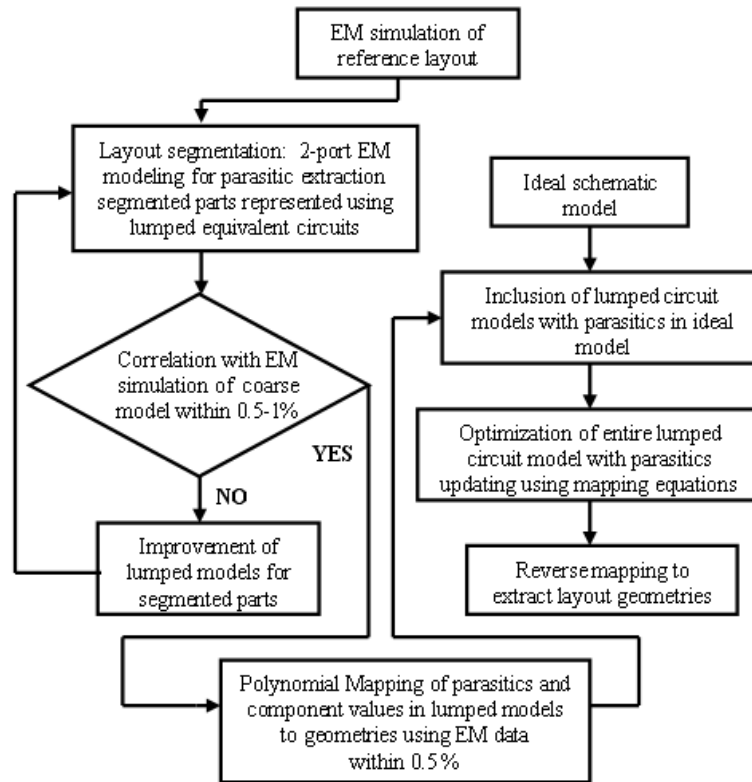 EM simulation of
reference layout
Layout segmentation: 2-port EM
modeling for parasitic extraction
segmented parts represented using
lumped equivalent circuits
Correlation with EM
simulation of coarse
model within 0.5-1%
YES
NO
Improvement of
lumped models for
segmented parts
Polynomial Mapping of parasitics and
component values in lumped models
to geometries using EM data
within 0.5%
Ideal schematic
model
Inclusion of lumped circuit
models with parasitics in ideal
model
Optimization of entire lumped
circuit model with parasitics
updating using mapping equations
Reverse mapping to
extract layout geometries